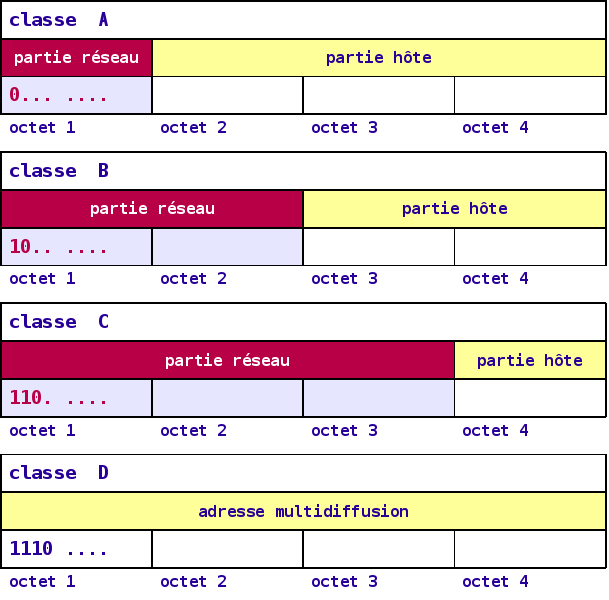 classe A
partie réseau partie hôte
0... ....
octet 1 octet 2 octet 3 octet 4
classe B
partie réseau partie hôte
10.. ....
octet 1 octet 2 octet 3 octet 4
classe C
partie réseau partie hôte
110. ....
octet 1 octet 2 octet 3 octet 4
classe D
adresse multidiffusion
1110 ....
octet 1 octet 2 octet 3 octet 4